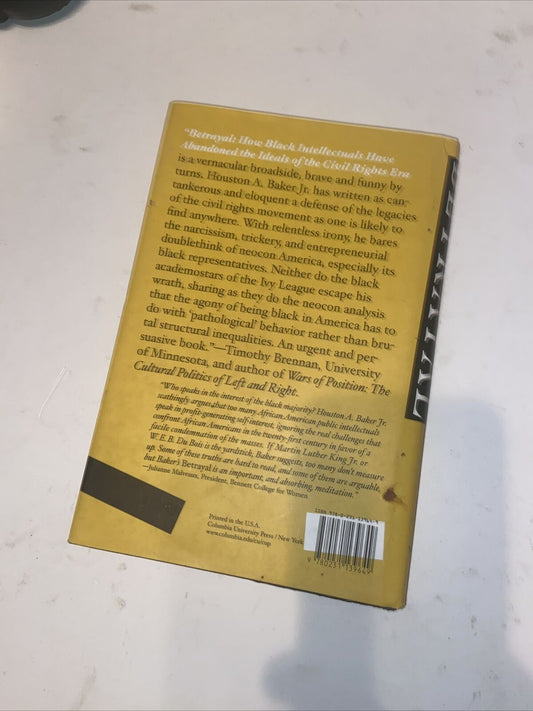 "Betrayal: How Black Intellectuals Have
Abandoned the Ideals of the Civil Rights Era
is a vernacular broadside, brave and funny by
turns. Houston A. Baker Jr. has written as can-
tankerous and eloquent a defense of the legacies
of the civil rights movement as one is likely to
find anywhere. With relentless irony, he bares
the narcissism, trickery, and entrepreneurial
doublethink of neocon America, especially its
black representatives. Neither do the black
academostars of the Ivy League escape his
wrath, sharing as they do the neocon analysis
that the agony of being black in America has to
do with 'pathological' behavior rather than bru-
tal structural inequalities. An urgent and per-
suasive book."—Timothy Brennan, University
of Minnesota, and author of Wars of Position: The
Cultural Politics of Left and Right.
"Who speaks in the interest of the black majority? Houston A. Baker Jr.
scathingly argues that too many African American public intellectuals
speak in profit-generating self-interest, ignoring the real challenges that
confront African Americans in the twenty-first century in favor of a
facile condemnation of the masses. If Martin Luther King Jr. or
W. E. B. Du Bois is the yardstick, Baker suggests, too many don't measure
up. Some of these truths are hard to read, and some of them are arguable,
but Baker's Betrayal is an important, and absorbing, meditation."
—Julianne Malveaux, President, Bennett College for Women
Printed in the U.S.A.
Columbia University Press / New York
www.columbia.edu/cu/cup
ISBN 978-0-231-13964-9
9 780231 139649